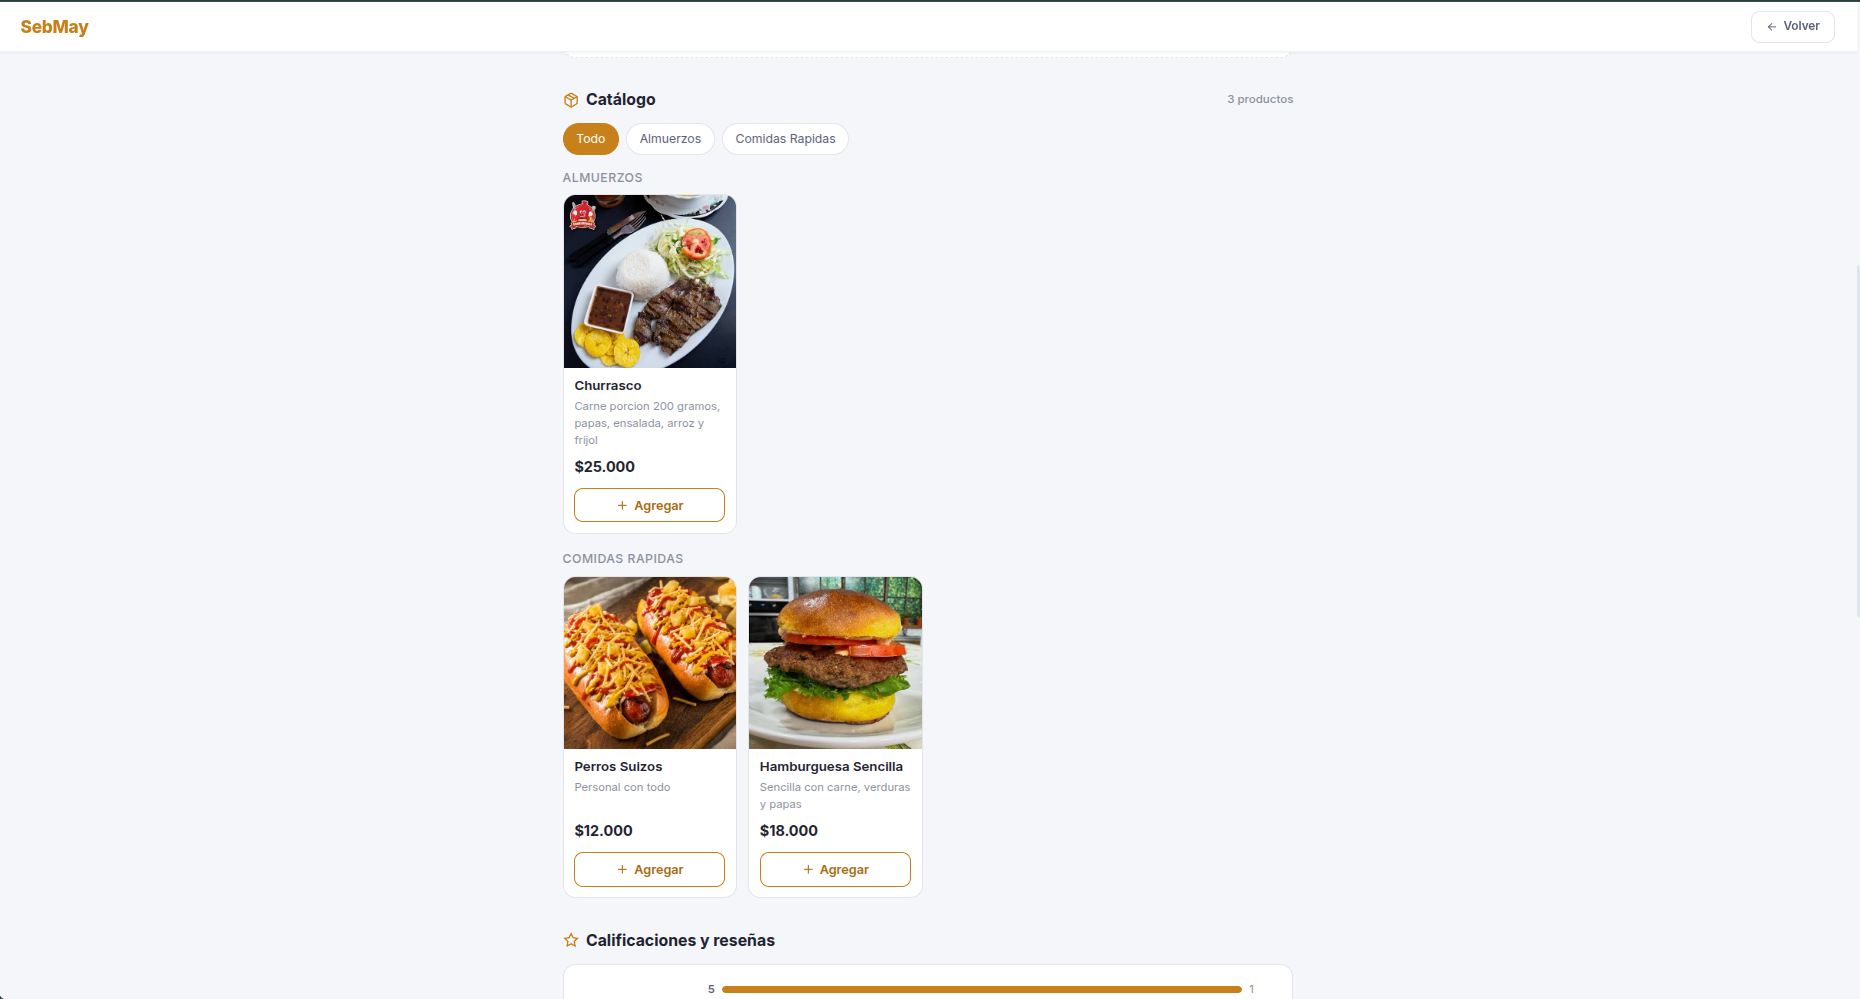 SebMay
← Volver
Catálogo
3 productos
Todo
Almuerzos
Comidas Rapidas
ALMUERZOS
Churrasco
Carne porcion 200 gramos,
papas, ensalada, arroz y
frijol
$25.000
+ Agregar
COMIDAS RAPIDAS
Perros Suizos
Personal con todo
$12.000
+ Agregar
Hamburguesa Sencilla
Sencilla con carne, verduras
y papas
$18.000
+ Agregar
Calificaciones y reseñas
5
1